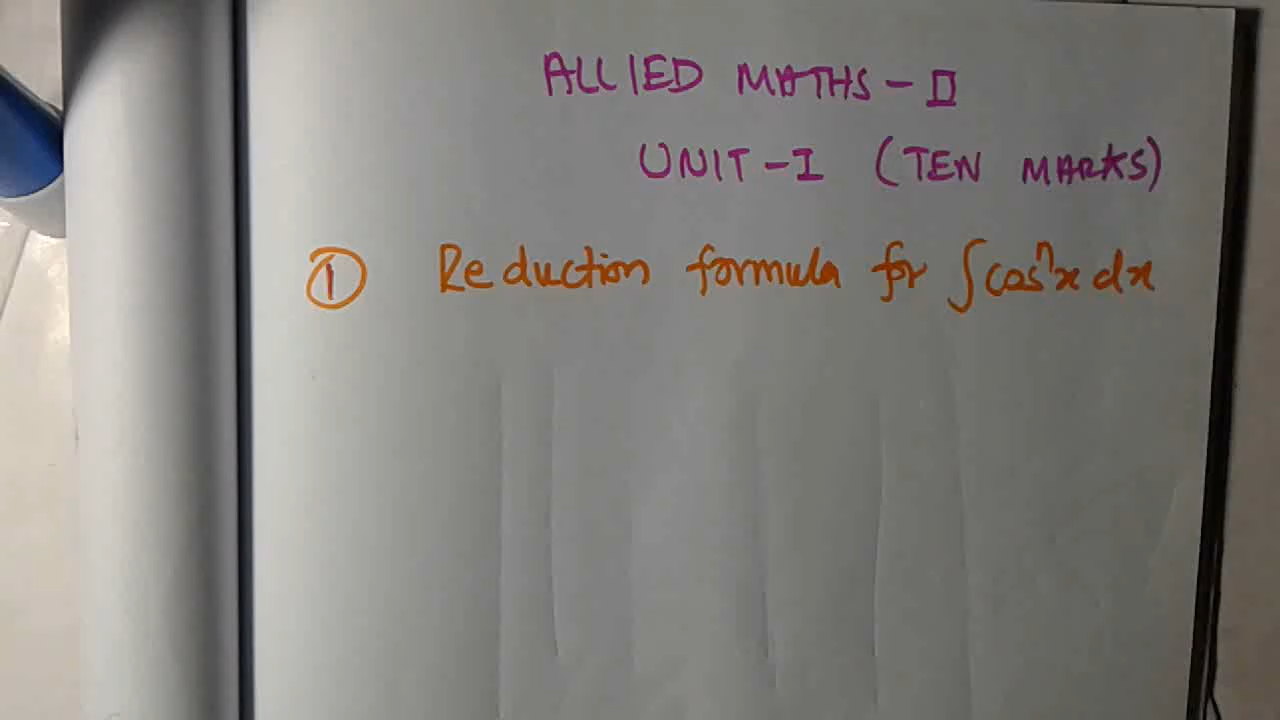 ALLIED MATHS - II
UNIT - I (TEN MARKS)
① Reduction formula for ∫ cosⁿx dx